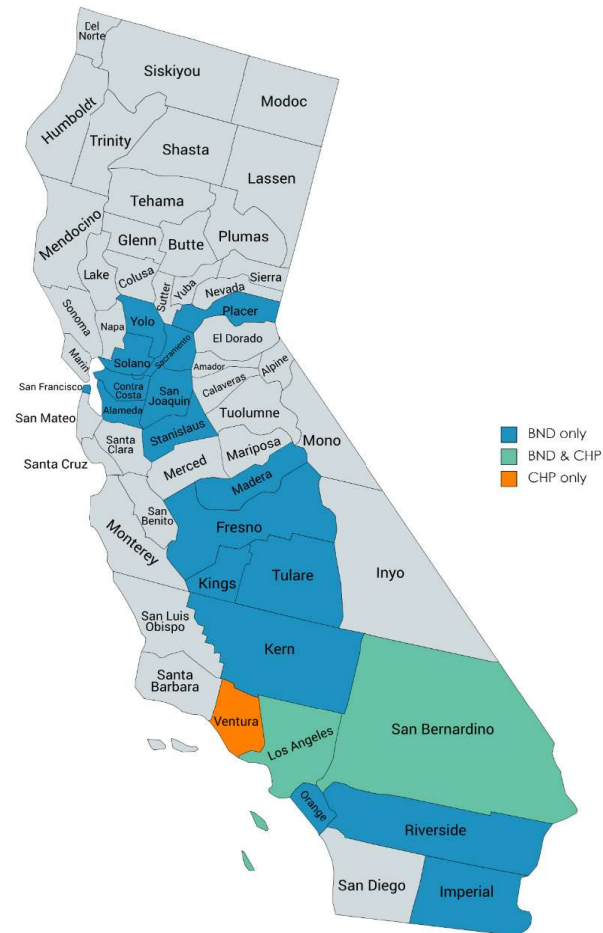 Del
Norte
Siskiyou
Modoc
Humboldt
Trinity
Shasta
Lassen
Tehama
Mendocino
Glenn
Butte
Plumas
Lake
Colusa
Sutter
Yuba
Nevada
Sierra
Sonoma
Napa
Yolo
Placer
El Dorado
Marin
Solano
Sacramento
Amador
Alpine
San Francisco
Contra
Costa
San
Joaquin
Calaveras
Alameda
Tuolumne
San Mateo
Stanislaus
Mono
Santa
Clara
Santa Cruz
Merced
Mariposa
Madera
San
Benito
Monterey
Fresno
Kings
Tulare
Inyo
San Luis
Obispo
Kern
Santa
Barbara
Ventura
Los Angeles
San Bernardino
Orange
Riverside
San Diego
Imperial
BND only
BND & CHP
CHP only